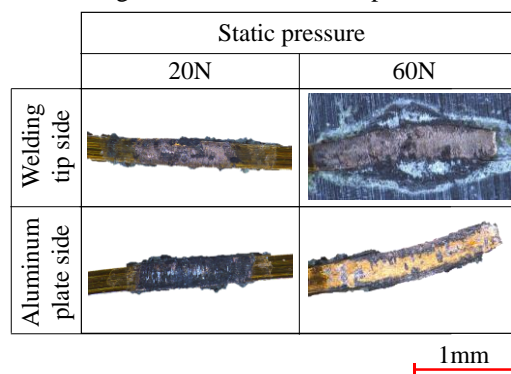 Static pressure
20N
60N
Welding
tip side
Aluminum
plate side
1mm